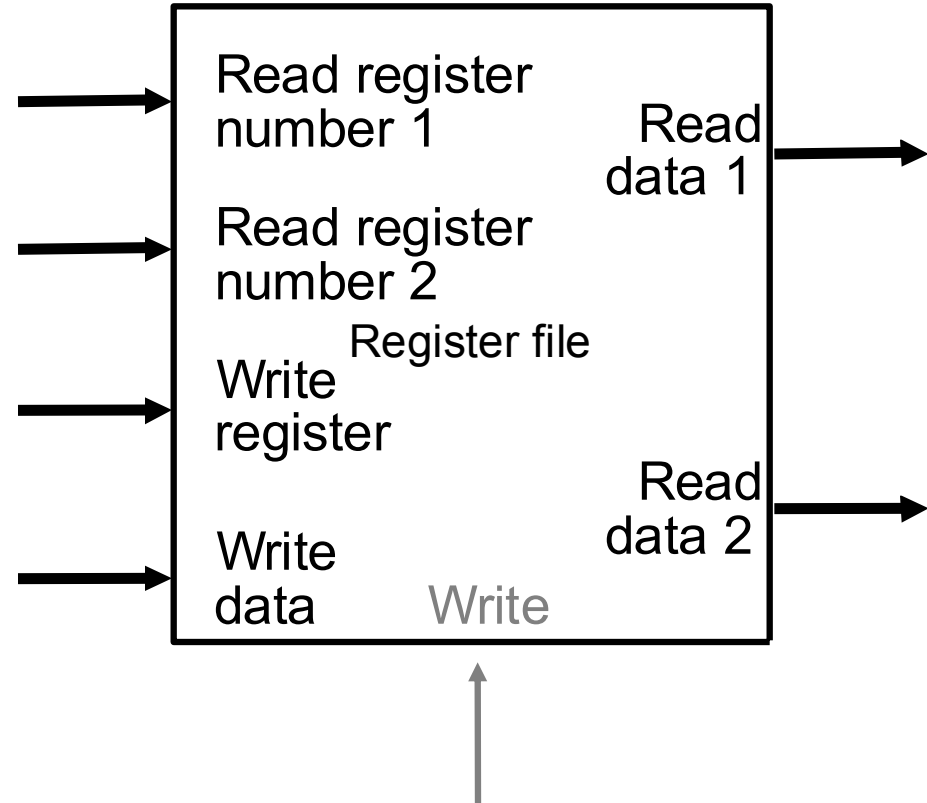 Read register
number 1
Read
data 1
Read register
number 2
Register file
Write
register
Read
data 2
Write
data
Write